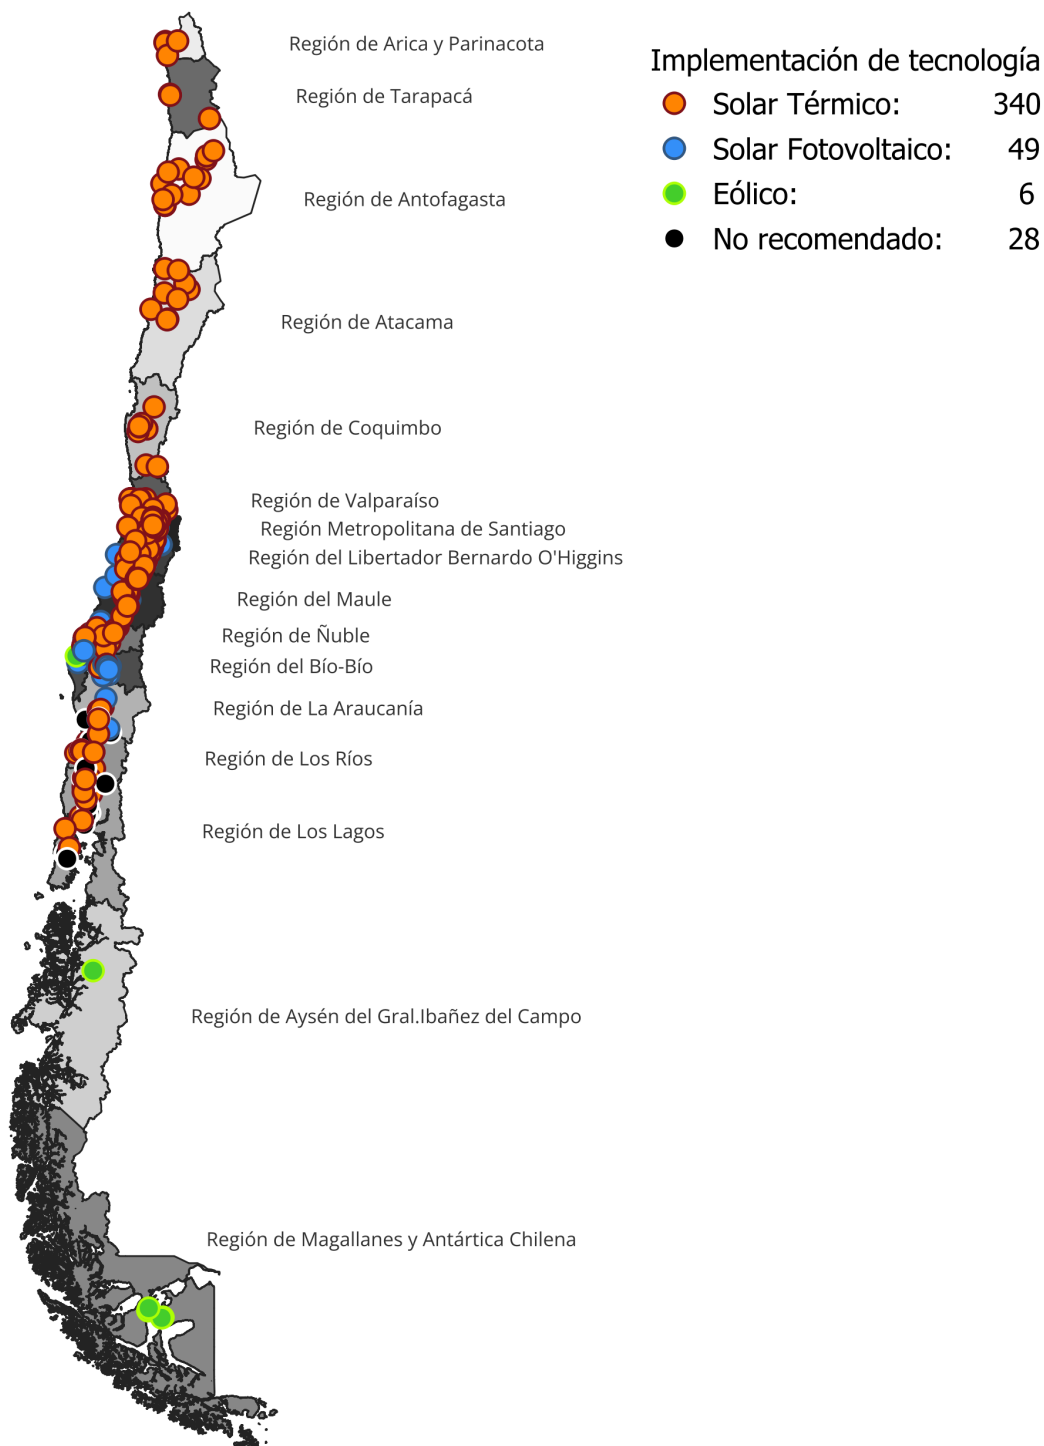 Implementación de tecnología
Solar Térmico: 340
Solar Fotovoltaico: 49
Eólico: 6
No recomendado: 28
Región de Arica y Parinacota
Región de Tarapacá
Región de Antofagasta
Región de Atacama
Región de Coquimbo
Región de Valparaíso
Región Metropolitana de Santiago
Región del Libertador Bernardo O'Higgins
Región del Maule
Región de Ñuble
Región del Bío-Bío
Región de La Araucanía
Región de Los Ríos
Región de Los Lagos
Región de Aysén del Gral.Ibañez del Campo
Región de Magallanes y Antártica Chilena